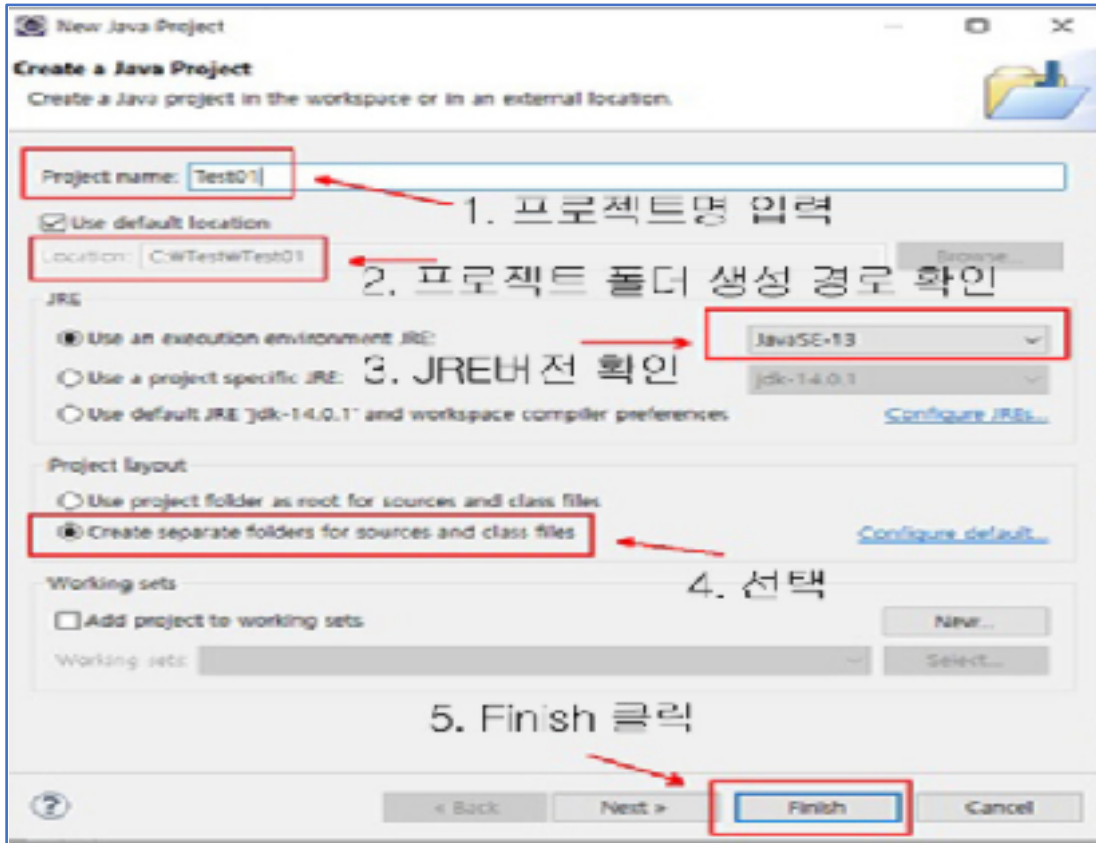 New Java Project
Create a Java Project
Create a Java project in the workspace or in an external location.
Project name: Test01
1. 프로젝트명 입력
Use default location
Location: C:₩Test₩Test01
Browse...
2. 프로젝트 폴더 생성 경로 확인
JRE
Use an execution environment JRE:
JavaSE-13
3. JRE버전 확인
Use a project specific JRE:
jdk-14.0.1
Use default JRE 'jdk-14.0.1' and workspace compiler preferences
Configure JREs...
Project layout
Use project folder as root for sources and class files
Create separate folders for sources and class files
Configure default...
4. 선택
Working sets
Add project to working sets
New...
Working sets:
Select...
5. Finish 클릭
?
< Back
Next >
Finish
Cancel